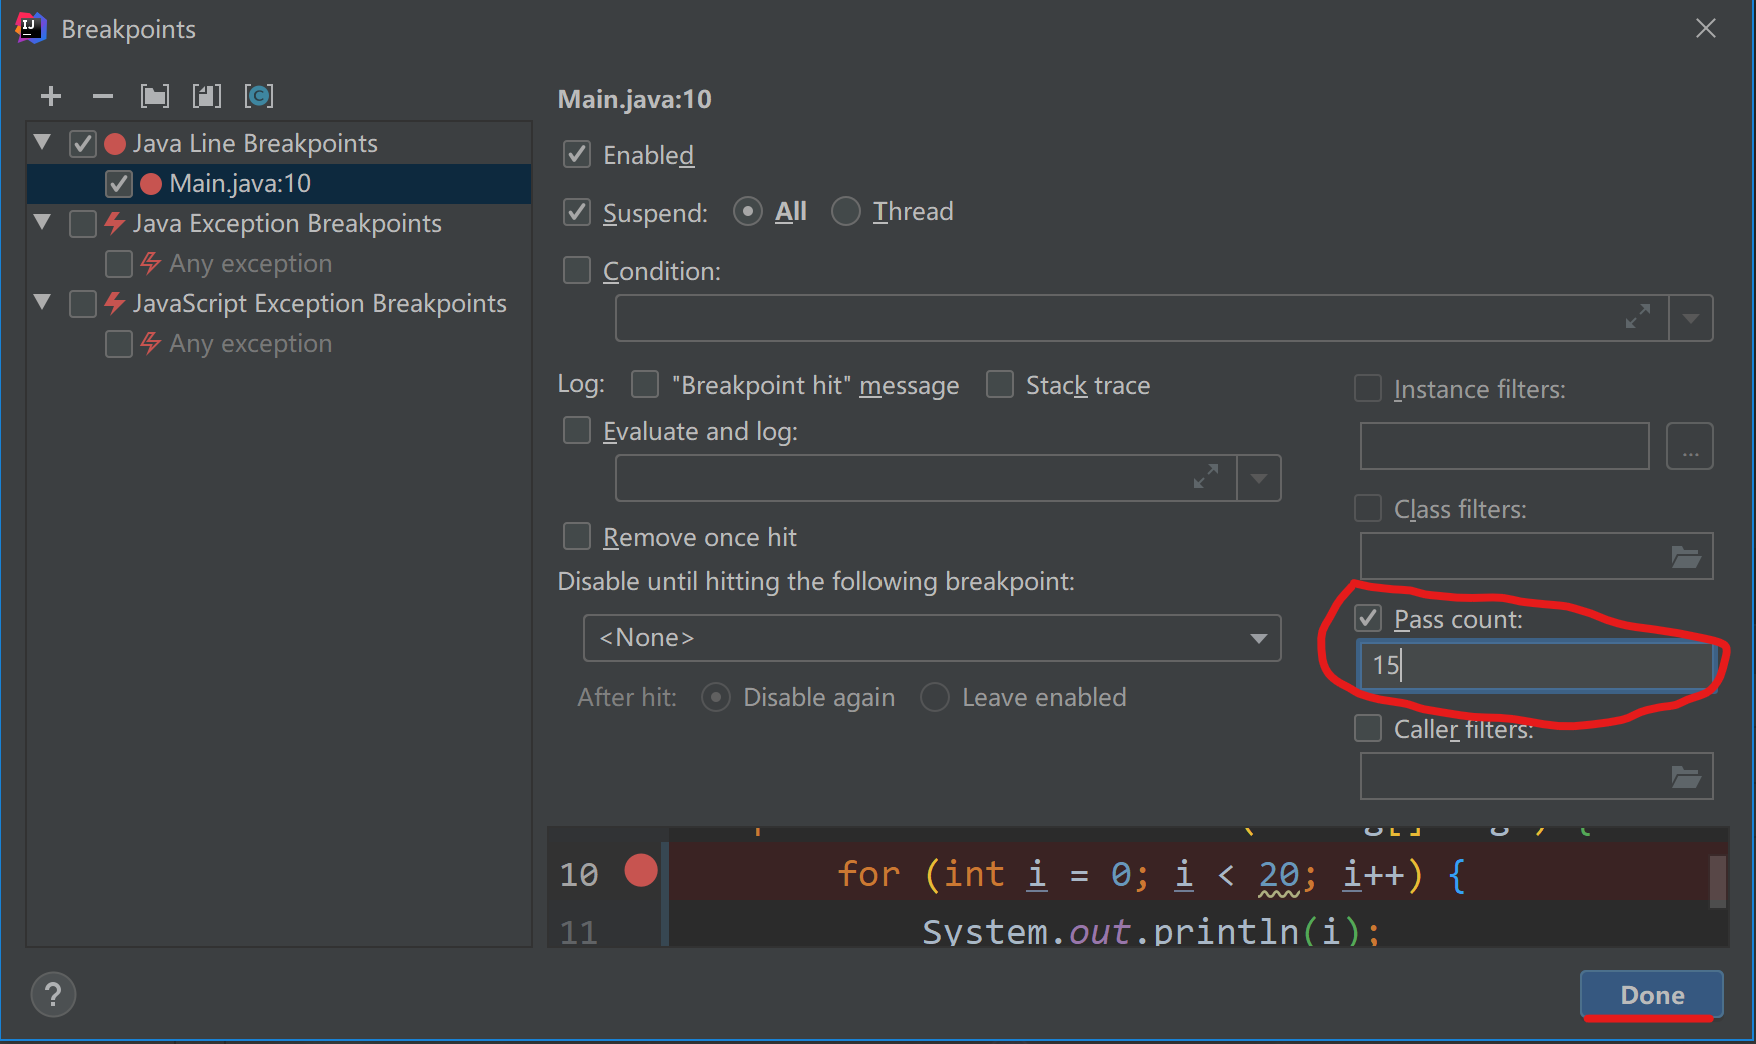 Breakpoints
Java Line Breakpoints
Main.java:10
Java Exception Breakpoints
Any exception
JavaScript Exception Breakpoints
Any exception
Main.java:10
Enabled
Suspend: All Thread
Condition:
Log: "Breakpoint hit" message Stack trace
Evaluate and log:
Remove once hit
Disable until hitting the following breakpoint:
<None>
After hit: Disable again Leave enabled
Instance filters:
...
Class filters:
Pass count:
15
Caller filters:
10 for (int i = 0; i < 20; i++) {
11 System.out.println(i);
? Done